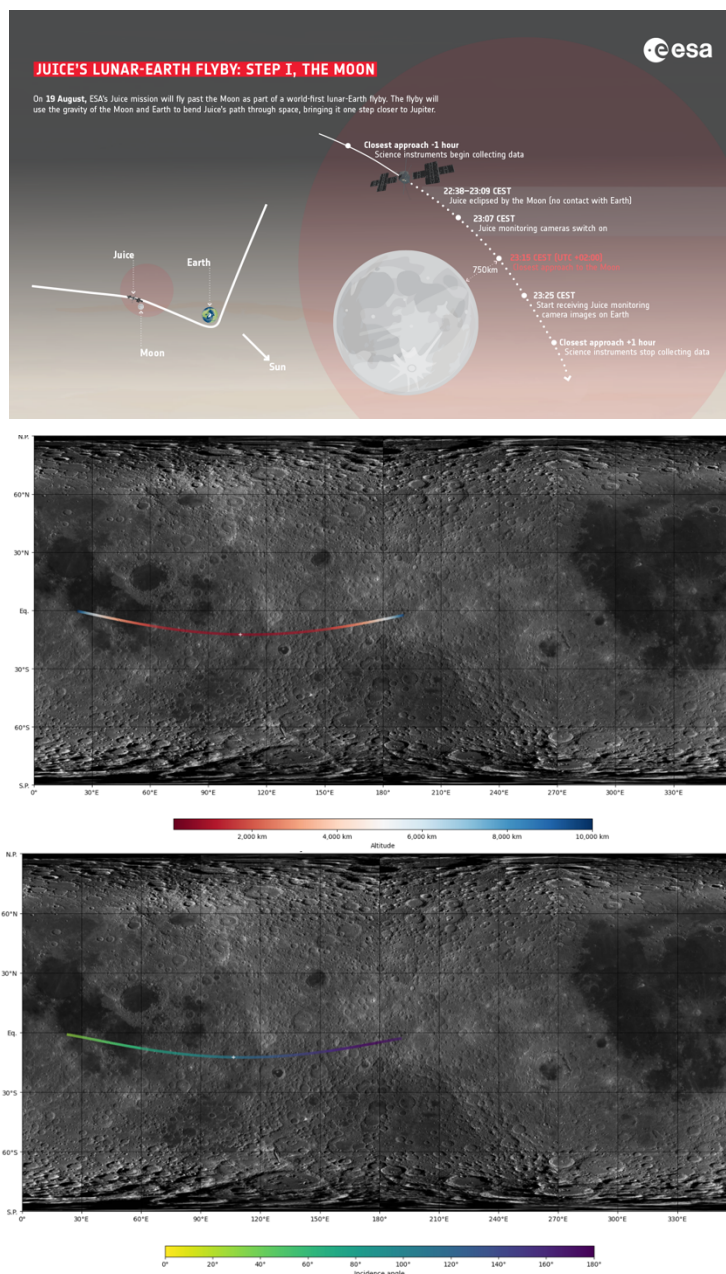 esa
JUICE'S LUNAR-EARTH FLYBY: STEP I, THE MOON
On 19 August, ESA's Juice mission will fly past the Moon as part of a world-first lunar-Earth flyby. The flyby will
use the gravity of the Moon and Earth to bend Juice's path through space, bringing it one step closer to Jupiter.
Closest approach -1 hour
Science instruments begin collecting data
22:38–23:09 CEST
Juice eclipsed by the Moon (no contact with Earth)
23:07 CEST
Juice monitoring cameras switch on
23:15 CEST (UTC +02:00)
750km
23:25 CEST
Start receiving Juice monitoring
camera images on Earth
Closest approach +1 hour
Science instruments stop collecting data
Juice
Earth
Moon
Sun
N.P.
60°N
30°N
Eq.
30°S
60°S
S.P.
0° 30°E 60°E 90°E 120°E 150°E 180° 210°E 240°E 270°E 300°E 330°E
2,000 km 4,000 km 6,000 km 8,000 km 10,000 km
Altitude
N.P.
60°N
30°N
Eq.
30°S
60°S
S.P.
0° 30°E 60°E 90°E 120°E 150°E 180° 210°E 240°E 270°E 300°E 330°E
0° 20° 40° 60° 80° 100° 120° 140° 160° 180°
Incidence angle